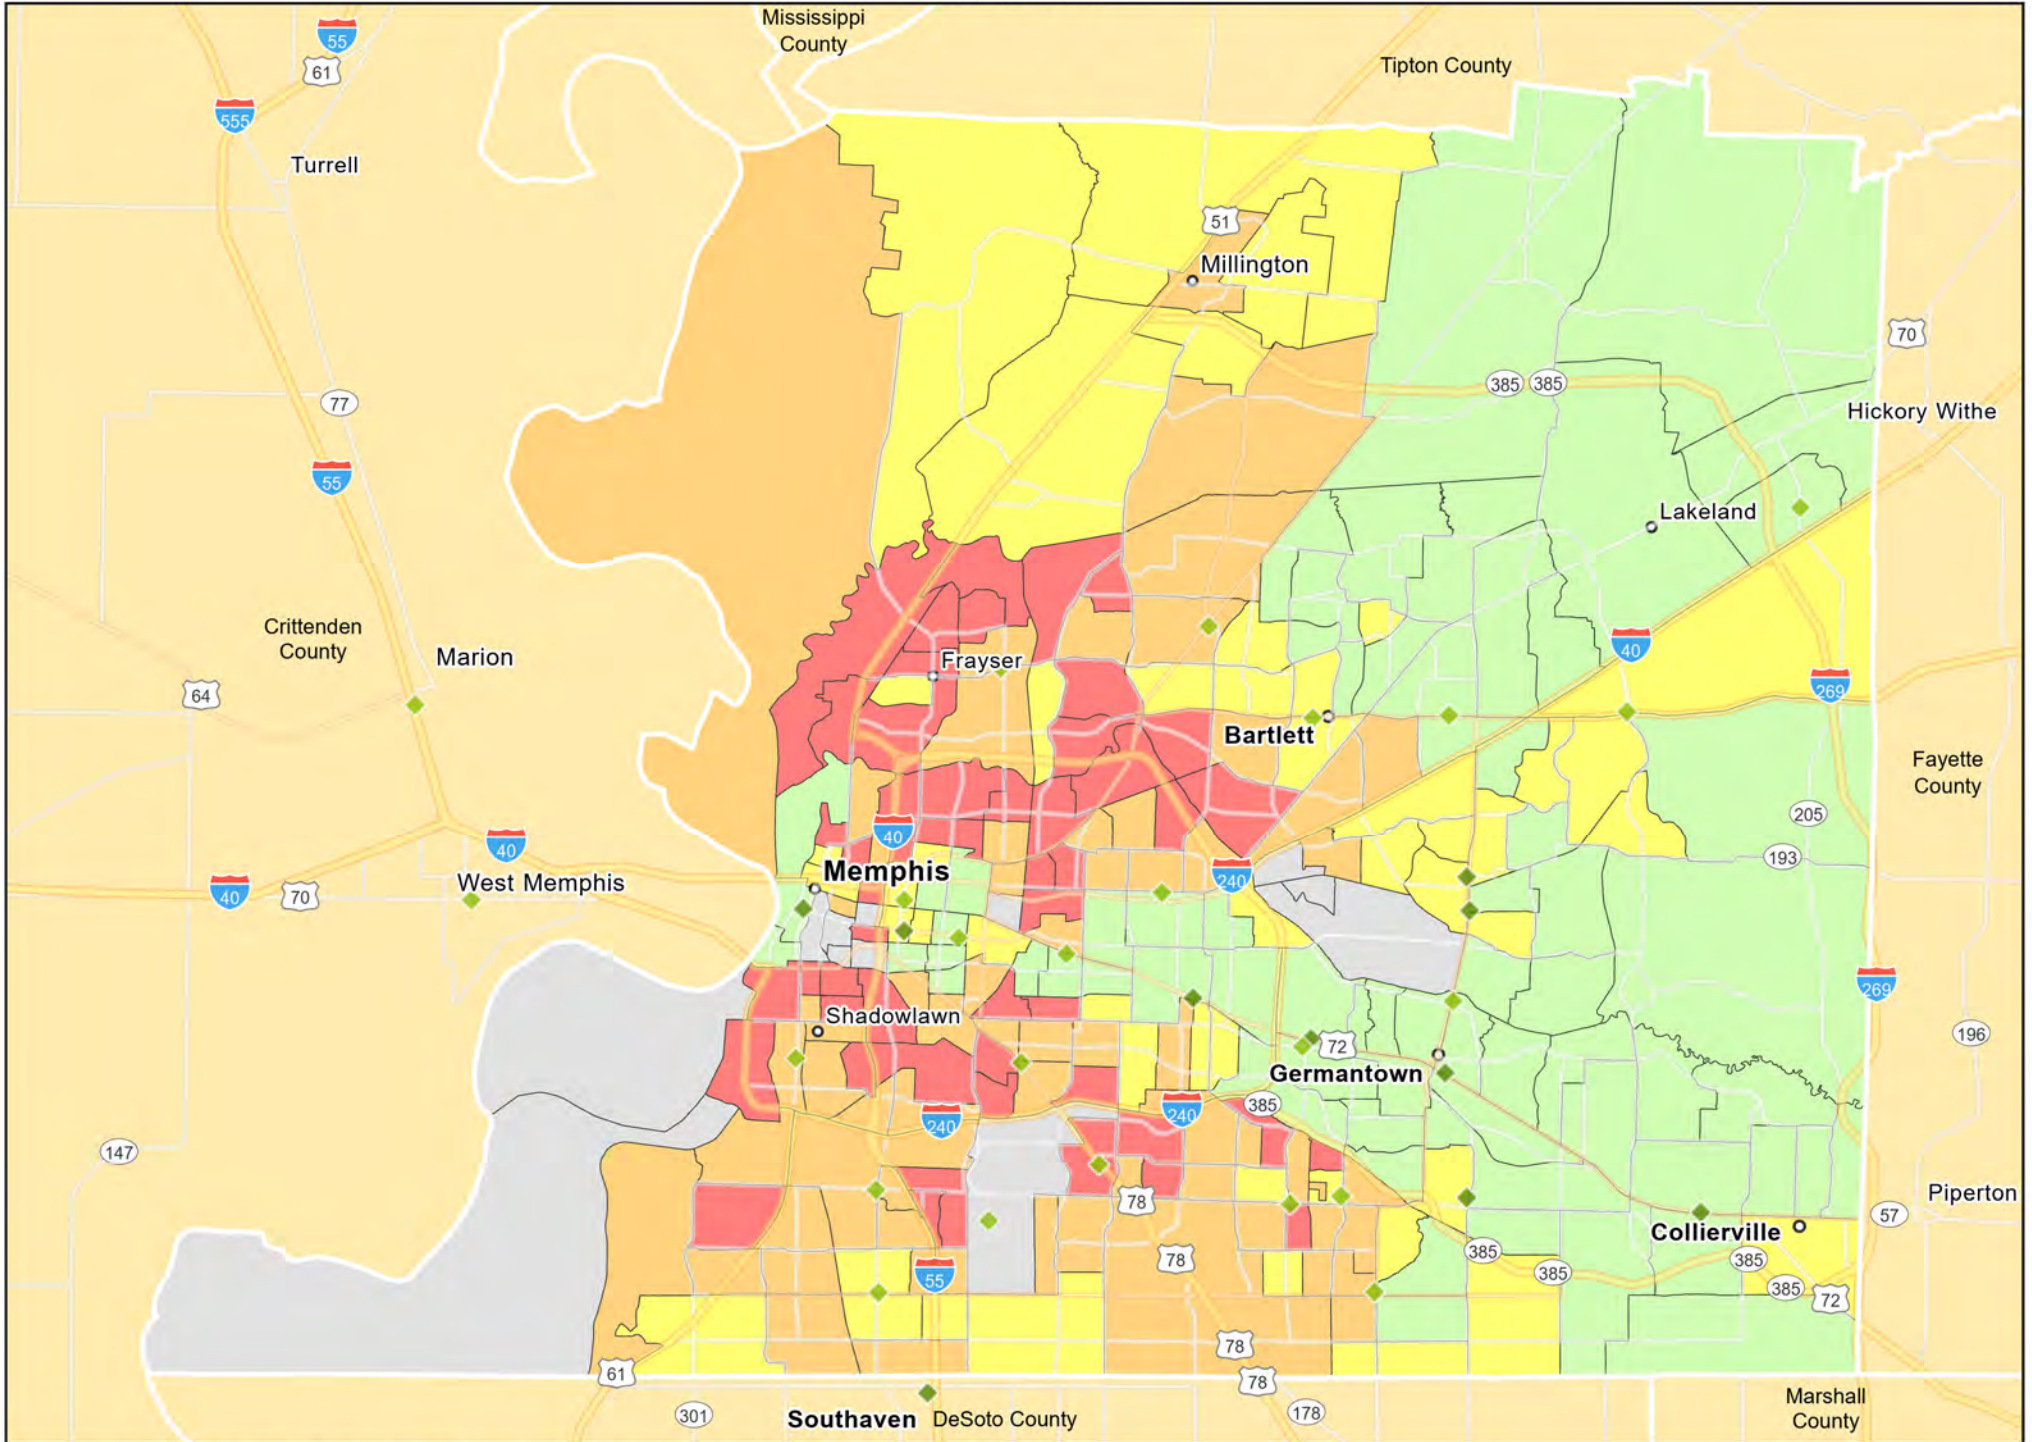 Mississippi
County
55
61
Tipton County
555
Turrell
51
Millington
70
385
385
77
Hickory Withe
55
Lakeland
Crittenden
County
Marion
Frayser
40
64
269
Bartlett
Fayette
County
205
40
40
193
Memphis
240
West Memphis
40
70
269
Shadowlawn
196
72
Germantown
385
240
240
147
78
Piperton
57
Collierville
385
78
55
385
385
385
72
78
61
78
Marshall
County
301
Southaven
DeSoto County
178